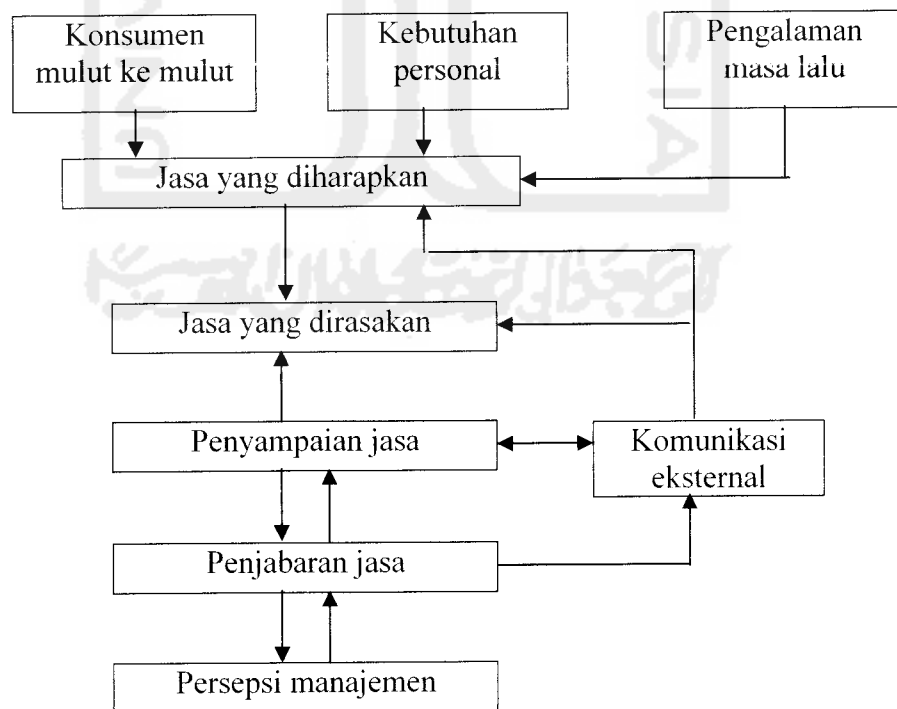 Konsumen
mulut ke mulut
Kebutuhan
personal
Pengalaman
masa lalu
Jasa yang diharapkan
Jasa yang dirasakan
Penyampaian jasa
Komunikasi
eksternal
Penjabaran jasa
Persepsi manajemen